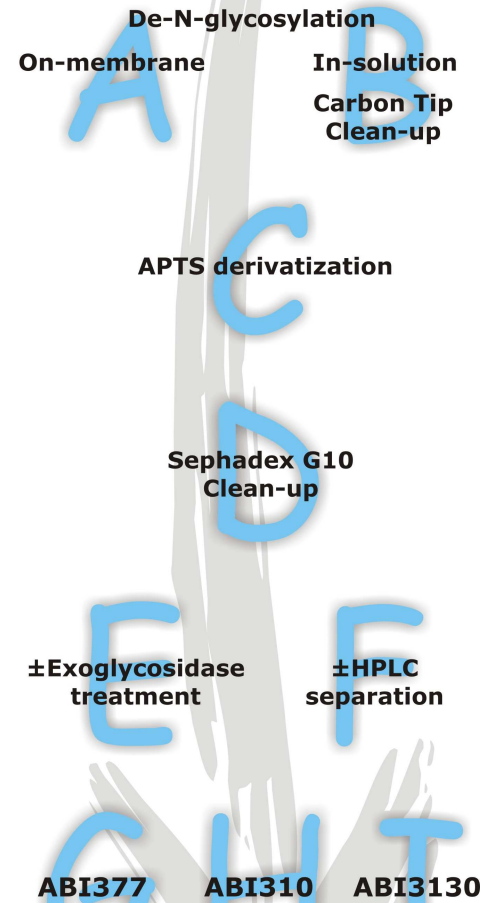 De-N-glycosylation
A
B
On-membrane
In-solution
Carbon Tip
Clean-up
C
APTS derivatization
D
Sephadex G10
Clean-up
E
F
±Exoglycosidase
treatment
±HPLC
separation
G
H
I
ABI377
ABI310
ABI3130